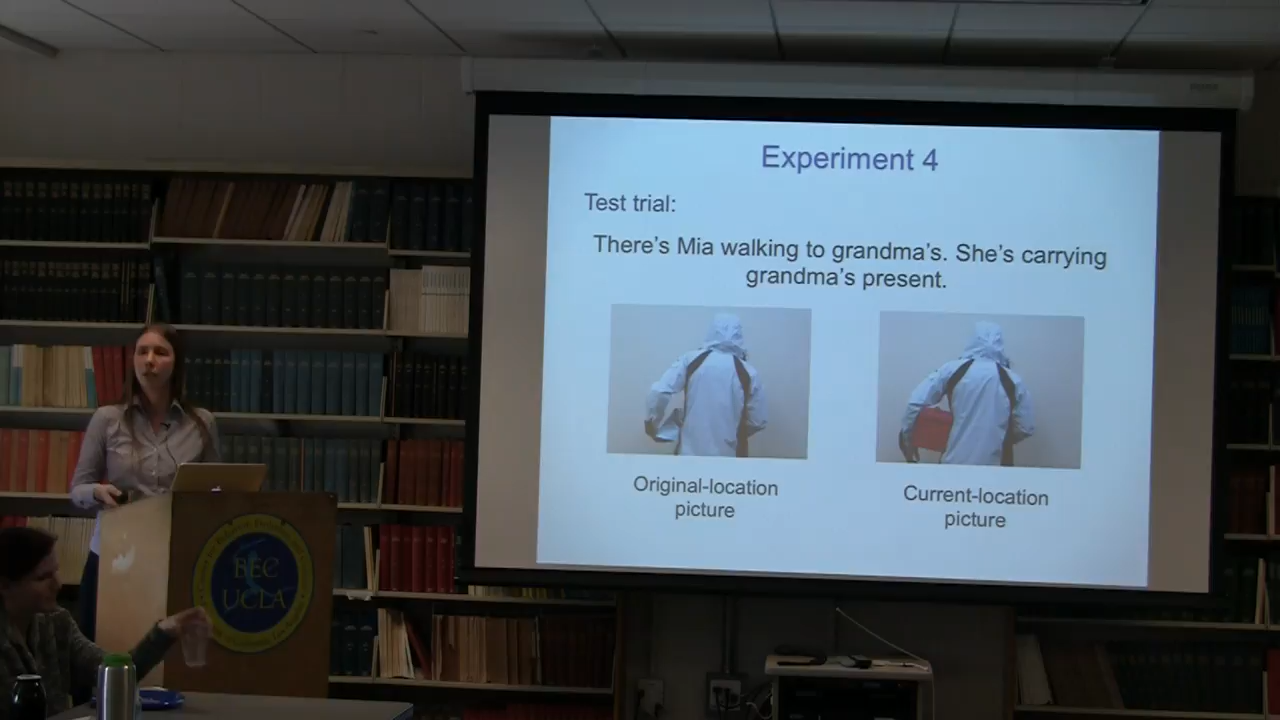 Experiment 4
Test trial:
There's Mia walking to grandma's. She's carrying
grandma's present.
Original-location
picture
Current-location
picture
BEC
UCLA